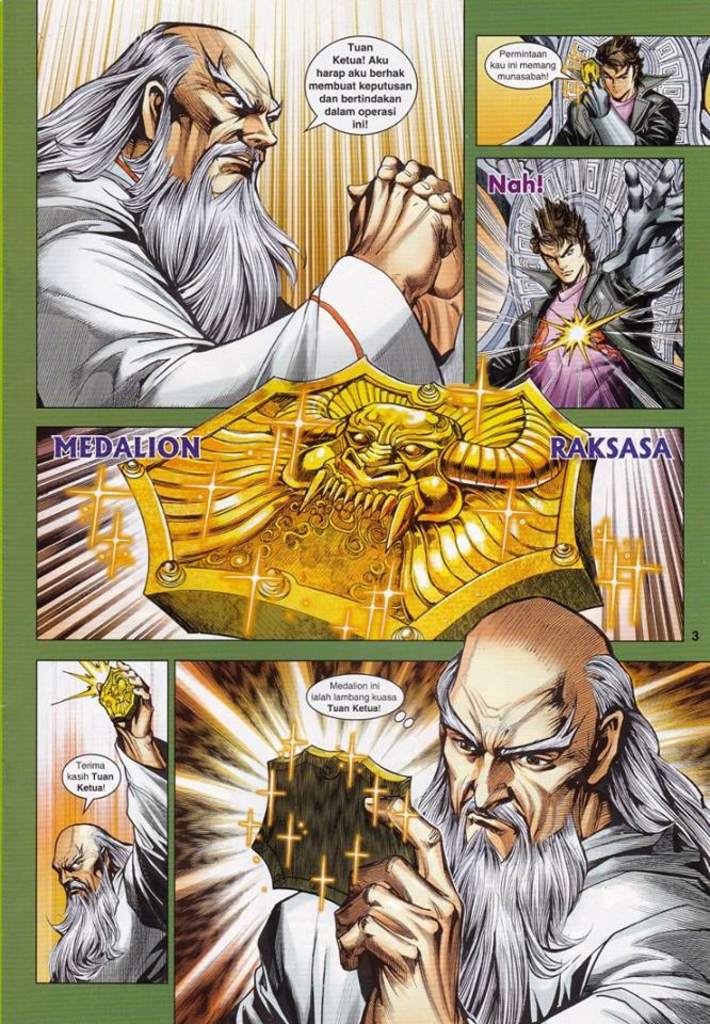 Tuan
Ketua! Aku
harap aku berhak
membuat keputusan
dan bertindakan
dalam operasi
ini!
Permintaan
kau ini memang
munasabah!
Nah!
MEDALION
RAKSASA
3
Terima
kasih Tuan
Ketua!
Medalion ini
ialah lambang kuasa
Tuan Ketua!